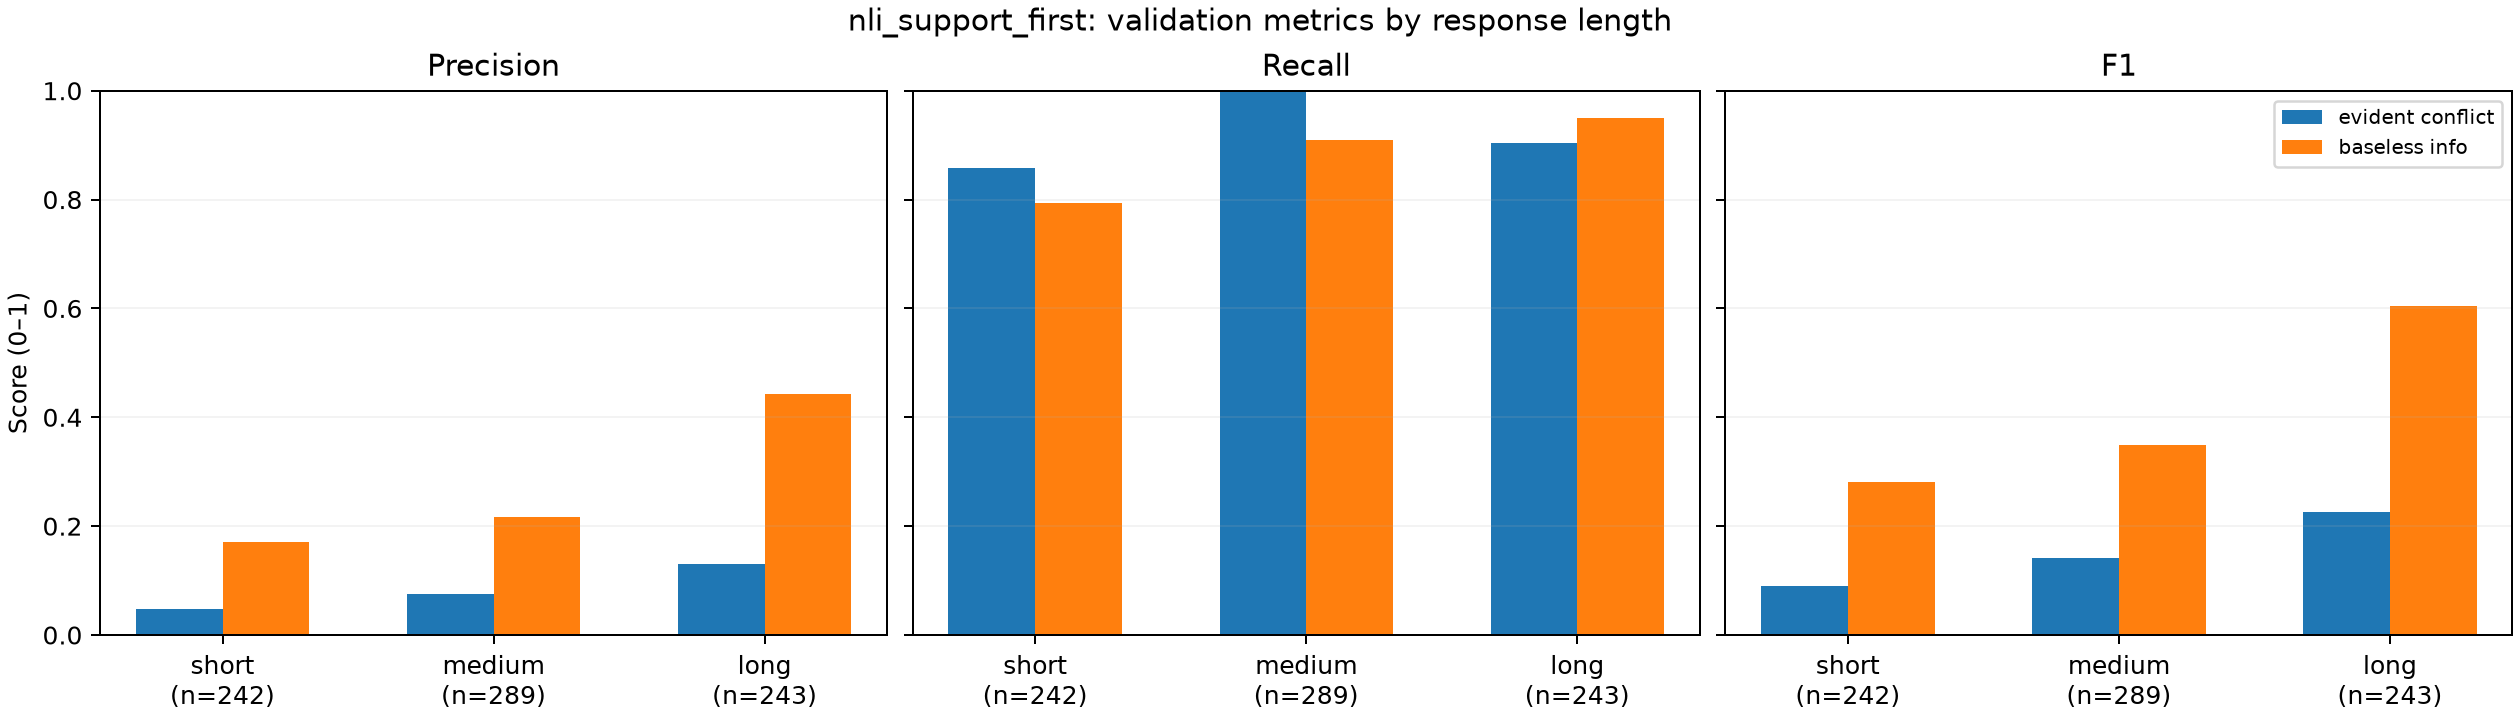 nli_support_first: validation metrics by response length
Precision
Recall
F1
Score (0–1)
1.0
0.8
0.6
0.4
0.2
0.0
short
(n=242)
medium
(n=289)
long
(n=243)
short
(n=242)
medium
(n=289)
long
(n=243)
evident conflict
baseless info
short
(n=242)
medium
(n=289)
long
(n=243)